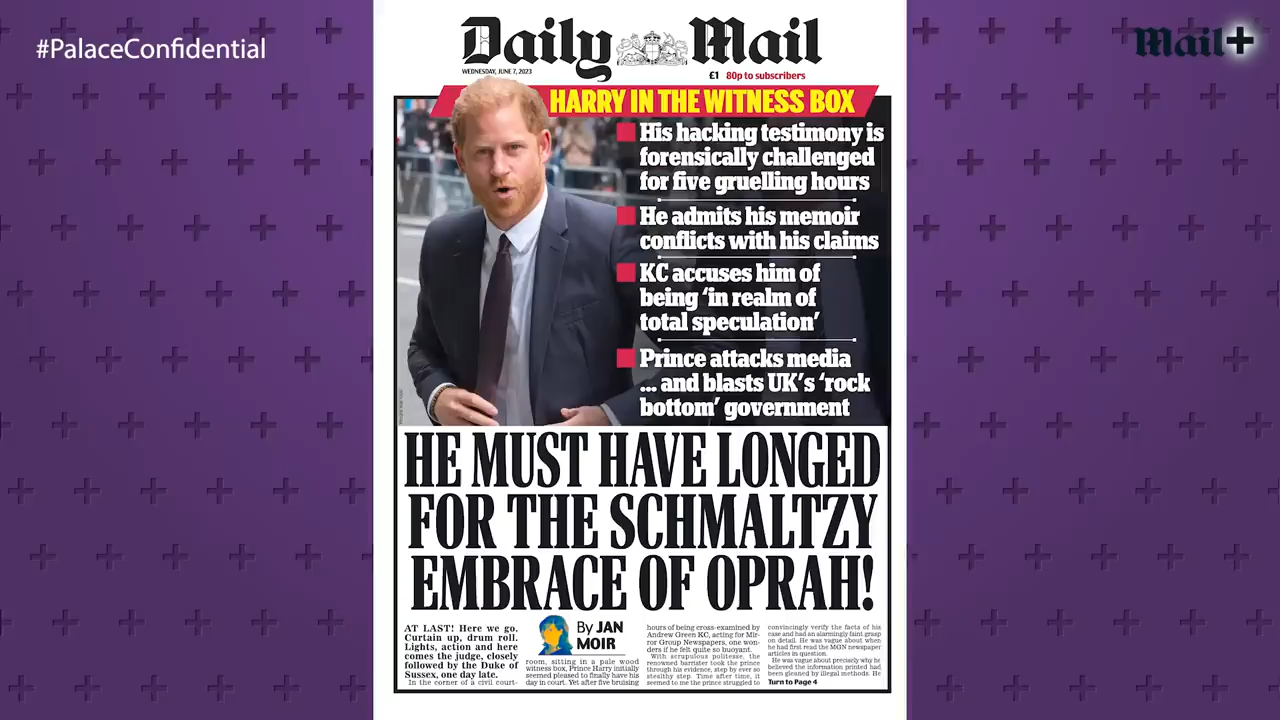 #PalaceConfidential
Mail+
Daily Mail
WEDNESDAY, JUNE 7, 2023
£1 80p to subscribers
HARRY IN THE WITNESS BOX
His hacking testimony is
forensically challenged
for five gruelling hours
He admits his memoir
conflicts with his claims
KC accuses him of
being ‘in realm of
total speculation’
Prince attacks media
... and blasts UK’s ‘rock
bottom’ government
HE MUST HAVE LONGED
FOR THE SCHMALTZY
EMBRACE OF OPRAH!
AT LAST! Here we go.
Curtain up, drum roll.
Lights, action and here
comes the judge, closely
followed by the Duke of
Sussex, one day late.
In the corner of a civil court-
By JAN
MOIR
room, sitting in a pale wood
witness box, Prince Harry initially
seemed pleased to finally have his
day in court. Yet after five bruising
hours of being cross-examined by
Andrew Green KC, acting for Mir-
ror Group Newspapers, one won-
ders if he felt quite so buoyant.
With scrupulous politesse, the
renowned barrister took the prince
through his evidence, step by ever so
stealthy step. Time after time, it
seemed to me the prince struggled to
convincingly verify the facts of his
case and had an alarmingly faint grasp
on detail. He was vague about when
he had first read the MGN newspaper
articles in question.
He was vague about precisely why he
believed the information printed had
been gleaned by illegal methods. He
Turn to Page 4